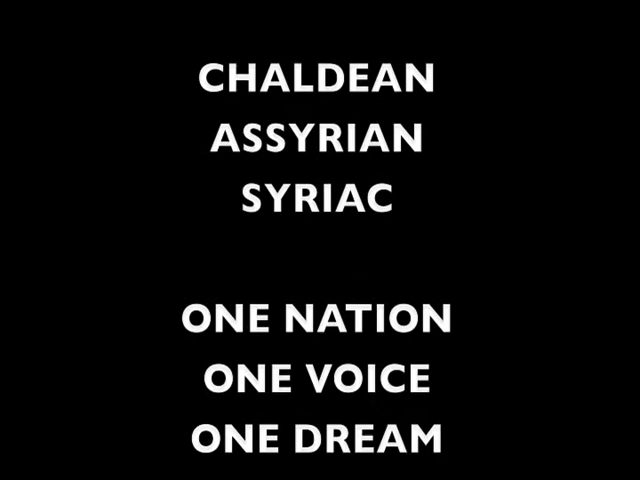 CHALDEAN
ASSYRIAN
SYRIAC
ONE NATION
ONE VOICE
ONE DREAM